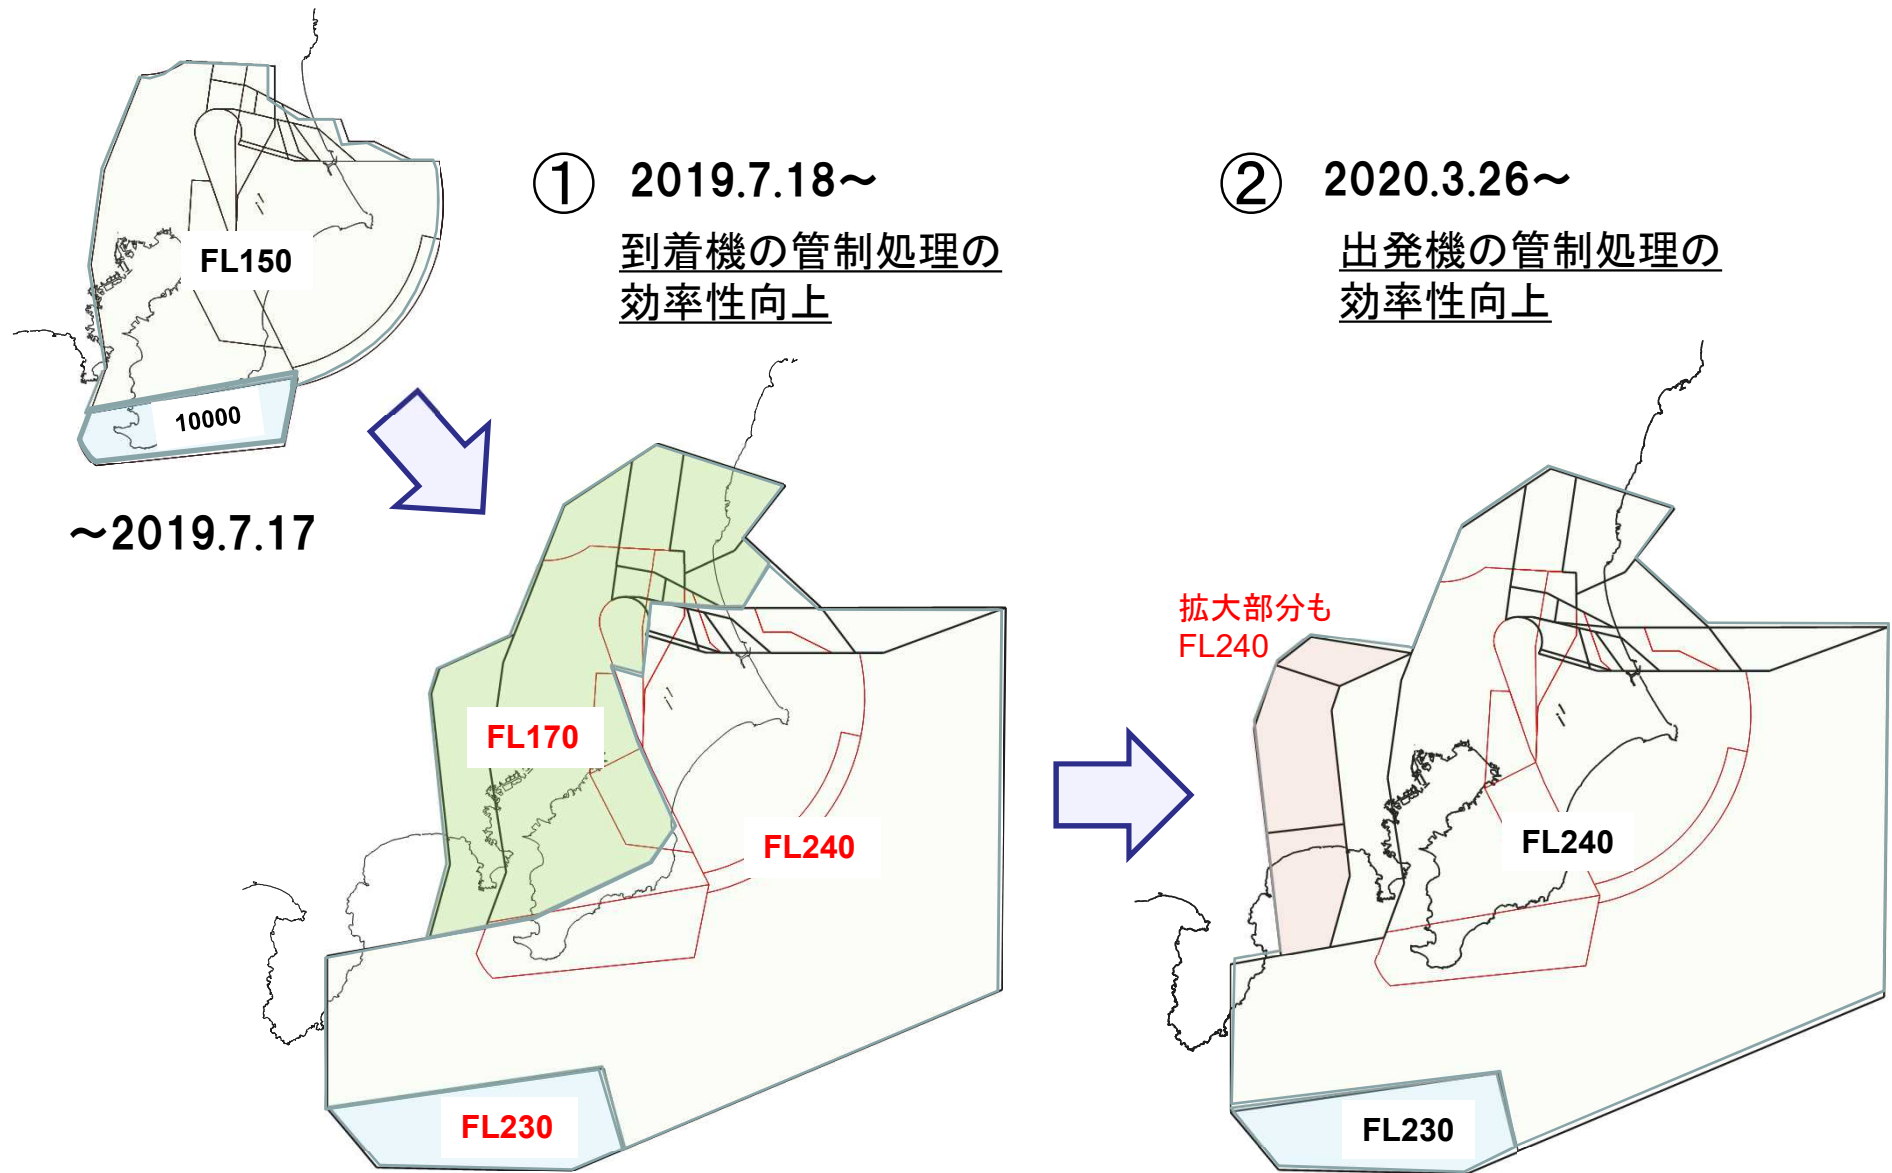 FL150
10000
～2019.7.17
① 2019.7.18～
到着機の管制処理の
効率性向上
FL170
FL240
FL230
② 2020.3.26～
出発機の管制処理の
効率性向上
拡大部分も
FL240
FL240
FL230